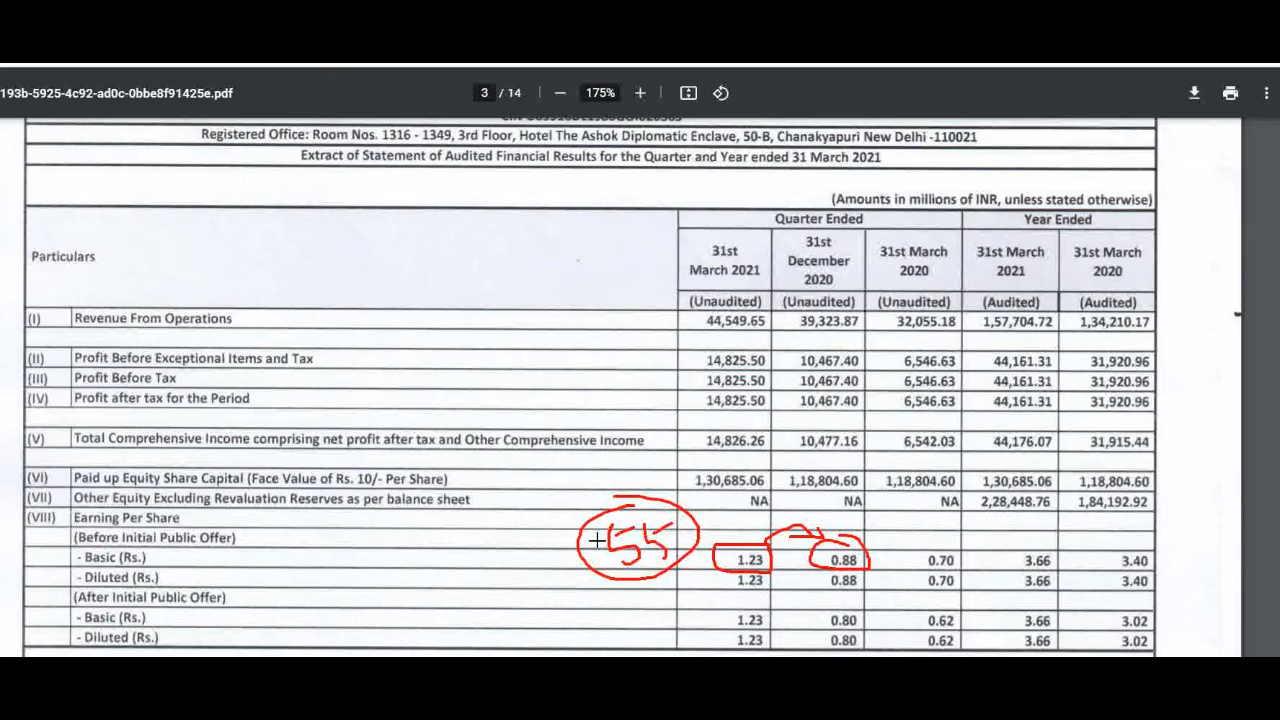 193b-5925-4c92-ad0c-0bbe8f91425e.pdf 3 / 14 175%
Registered Office: Room Nos. 1316 - 1349, 3rd Floor, Hotel The Ashok Diplomatic Enclave, 50-B, Chanakyapuri New Delhi -110021
Extract of Statement of Audited Financial Results for the Quarter and Year ended 31 March 2021
(Amounts in millions of INR, unless stated otherwise)
Particulars Quarter Ended Year Ended
31st March 2021 31st December 2020 31st March 2020 31st March 2021 31st March 2020
(Unaudited) (Unaudited) (Unaudited) (Audited) (Audited)
(I) Revenue From Operations 44,549.65 39,323.87 32,055.18 1,57,704.72 1,34,210.17
(II) Profit Before Exceptional Items and Tax 14,825.50 10,467.40 6,546.63 44,161.31 31,920.96
(III) Profit Before Tax 14,825.50 10,467.40 6,546.63 44,161.31 31,920.96
(IV) Profit after tax for the Period 14,825.50 10,467.40 6,546.63 44,161.31 31,920.96
(V) Total Comprehensive Income comprising net profit after tax and Other Comprehensive Income 14,826.26 10,477.16 6,542.03 44,176.07 31,915.44
(VI) Paid up Equity Share Capital (Face Value of Rs. 10/- Per Share) 1,30,685.06 1,18,804.60 1,18,804.60 1,30,685.06 1,18,804.60
(VII) Other Equity Excluding Revaluation Reserves as per balance sheet NA NA NA 2,28,448.76 1,84,192.92
(VIII) Earning Per Share
(Before Initial Public Offer) 55
- Basic (Rs.) 1.23 0.88 0.70 3.66 3.40
- Diluted (Rs.) 1.23 0.88 0.70 3.66 3.40
(After Initial Public Offer)
- Basic (Rs.) 1.23 0.80 0.62 3.66 3.02
- Diluted (Rs.) 1.23 0.80 0.62 3.66 3.02